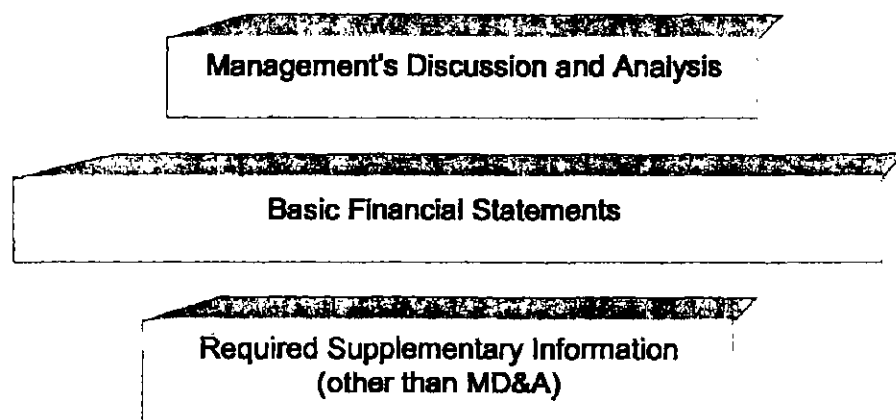 Management's Discussion and Analysis
Basic Financial Statements
Required Supplementary Information
(other than MD&A)